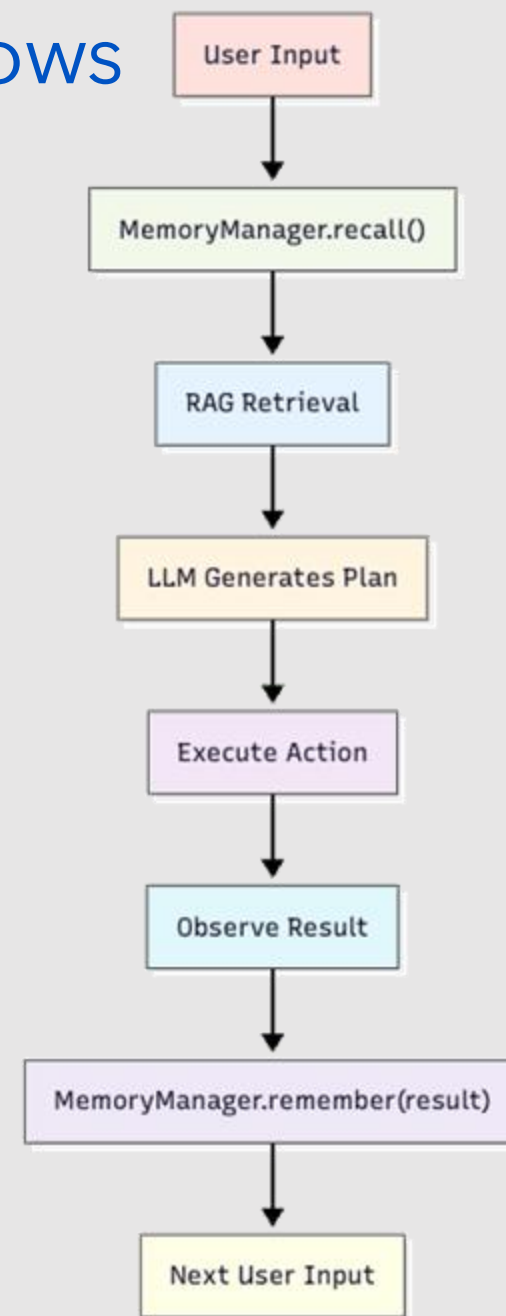 ows
User Input
MemoryManager.recall()
RAG Retrieval
LLM Generates Plan
Execute Action
Observe Result
MemoryManager.remember(result)
Next User Input